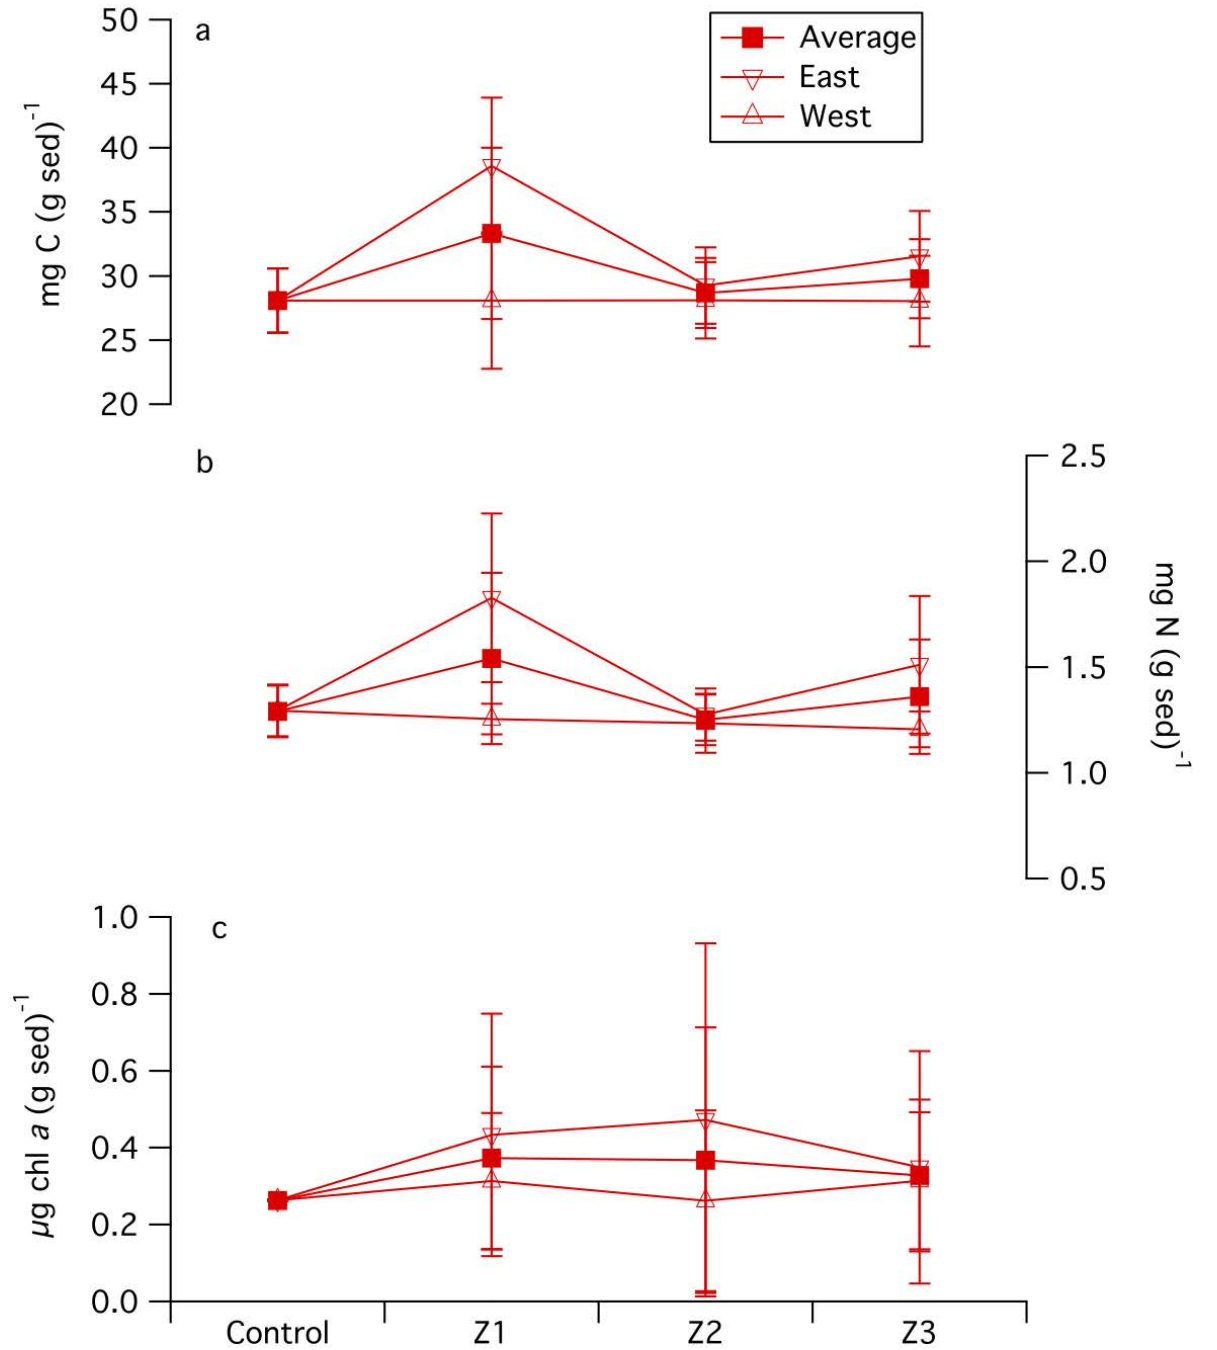 a
Average
East
West
50
45
40
35
30
25
20
mg C (g sed)⁻¹
b
2.5
2.0
1.5
1.0
0.5
mg N (g sed)⁻¹
c
1.0
0.8
0.6
0.4
0.2
0.0
µg chl a (g sed)⁻¹
Control Z1 Z2 Z3